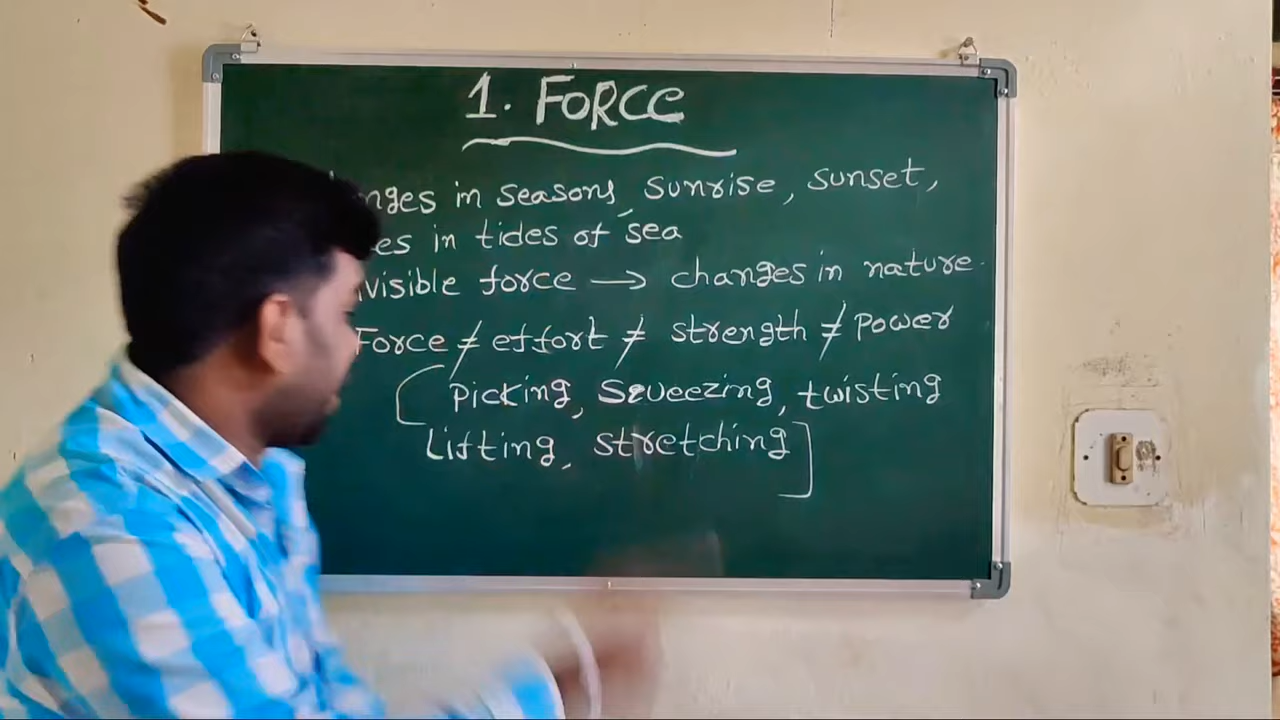 1. FORCE
nges in seasons, sunrise, sunset,
es in tides of sea
visible force → changes in nature.
Force ≠ effort ≠ strength ≠ power
( Picking, Squeezing, twisting
Lifting, stretching ]